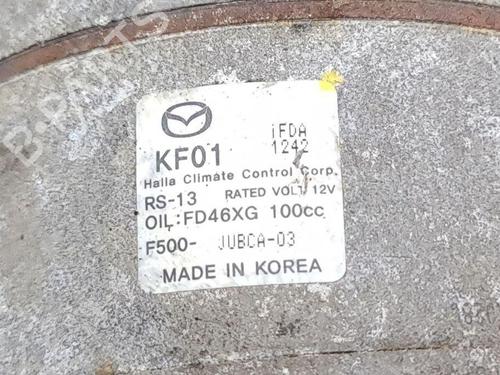 B-PARTS
KF01
iFDA
1242
Halla Climate Control Corp.
RS-13 RATED VOLT 12V
OIL:FD46XG 100cc
F500- JUBCA-03
MADE IN KOREA